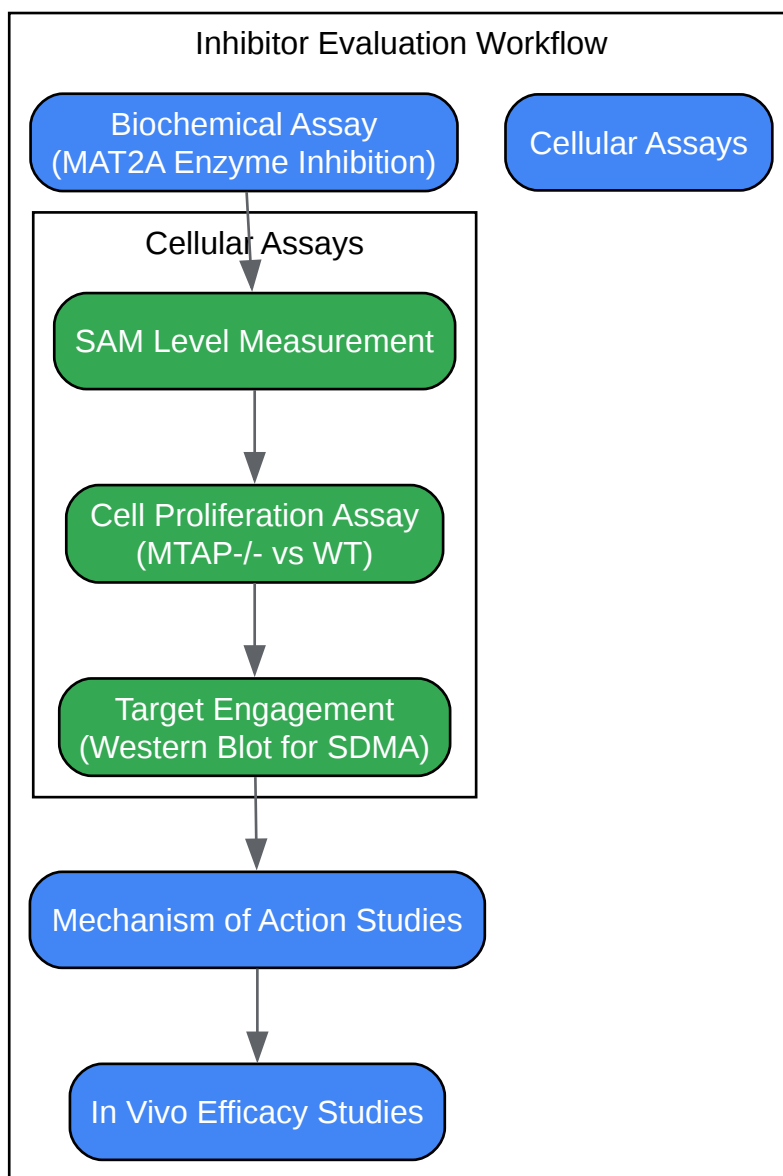 Inhibitor Evaluation Workflow
Biochemical Assay
(MAT2A Enzyme Inhibition)
Cellular Assays
Cellular Assays
SAM Level Measurement
Cell Proliferation Assay
(MTAP-/- vs WT)
Target Engagement
(Western Blot for SDMA)
Mechanism of Action Studies
In Vivo Efficacy Studies